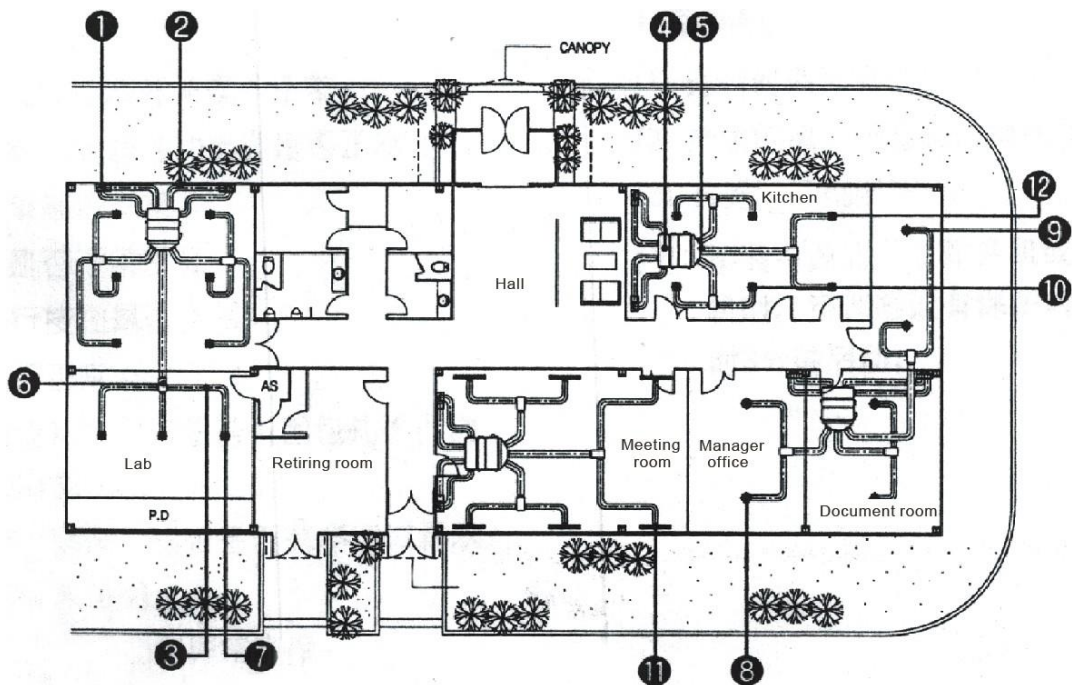 1
2
4
5
CANOPY
Kitchen
12
9
Hall
10
6
AS
Lab
Retiring room
Meeting
room
Manager
office
P.D
Document room
3
7
11
8